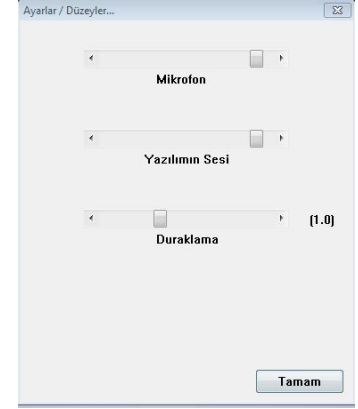 Ayarlar / Düzeyler...
Mikrofon
Yazılımın Sesi
(1.0)
Duraklama
Tamam